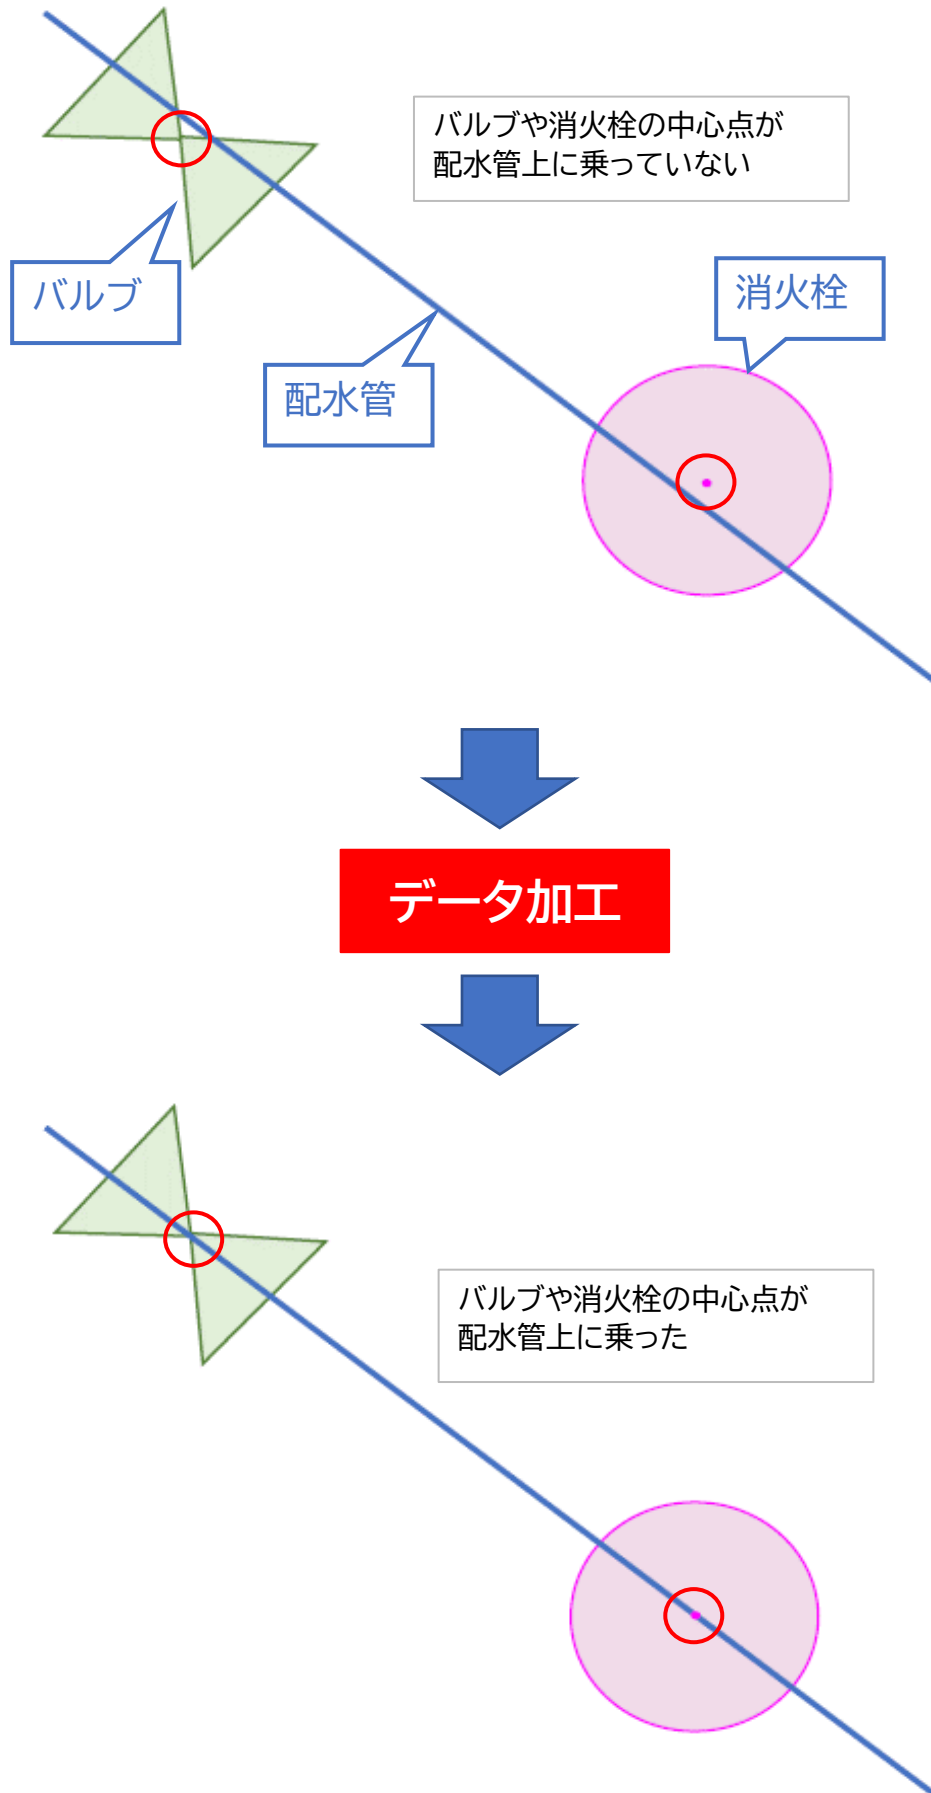 バルブや消火栓の中心点が
配水管上に乗っていない
バルブ
消火栓
配水管
データ加工
バルブや消火栓の中心点が
配水管上に乗った